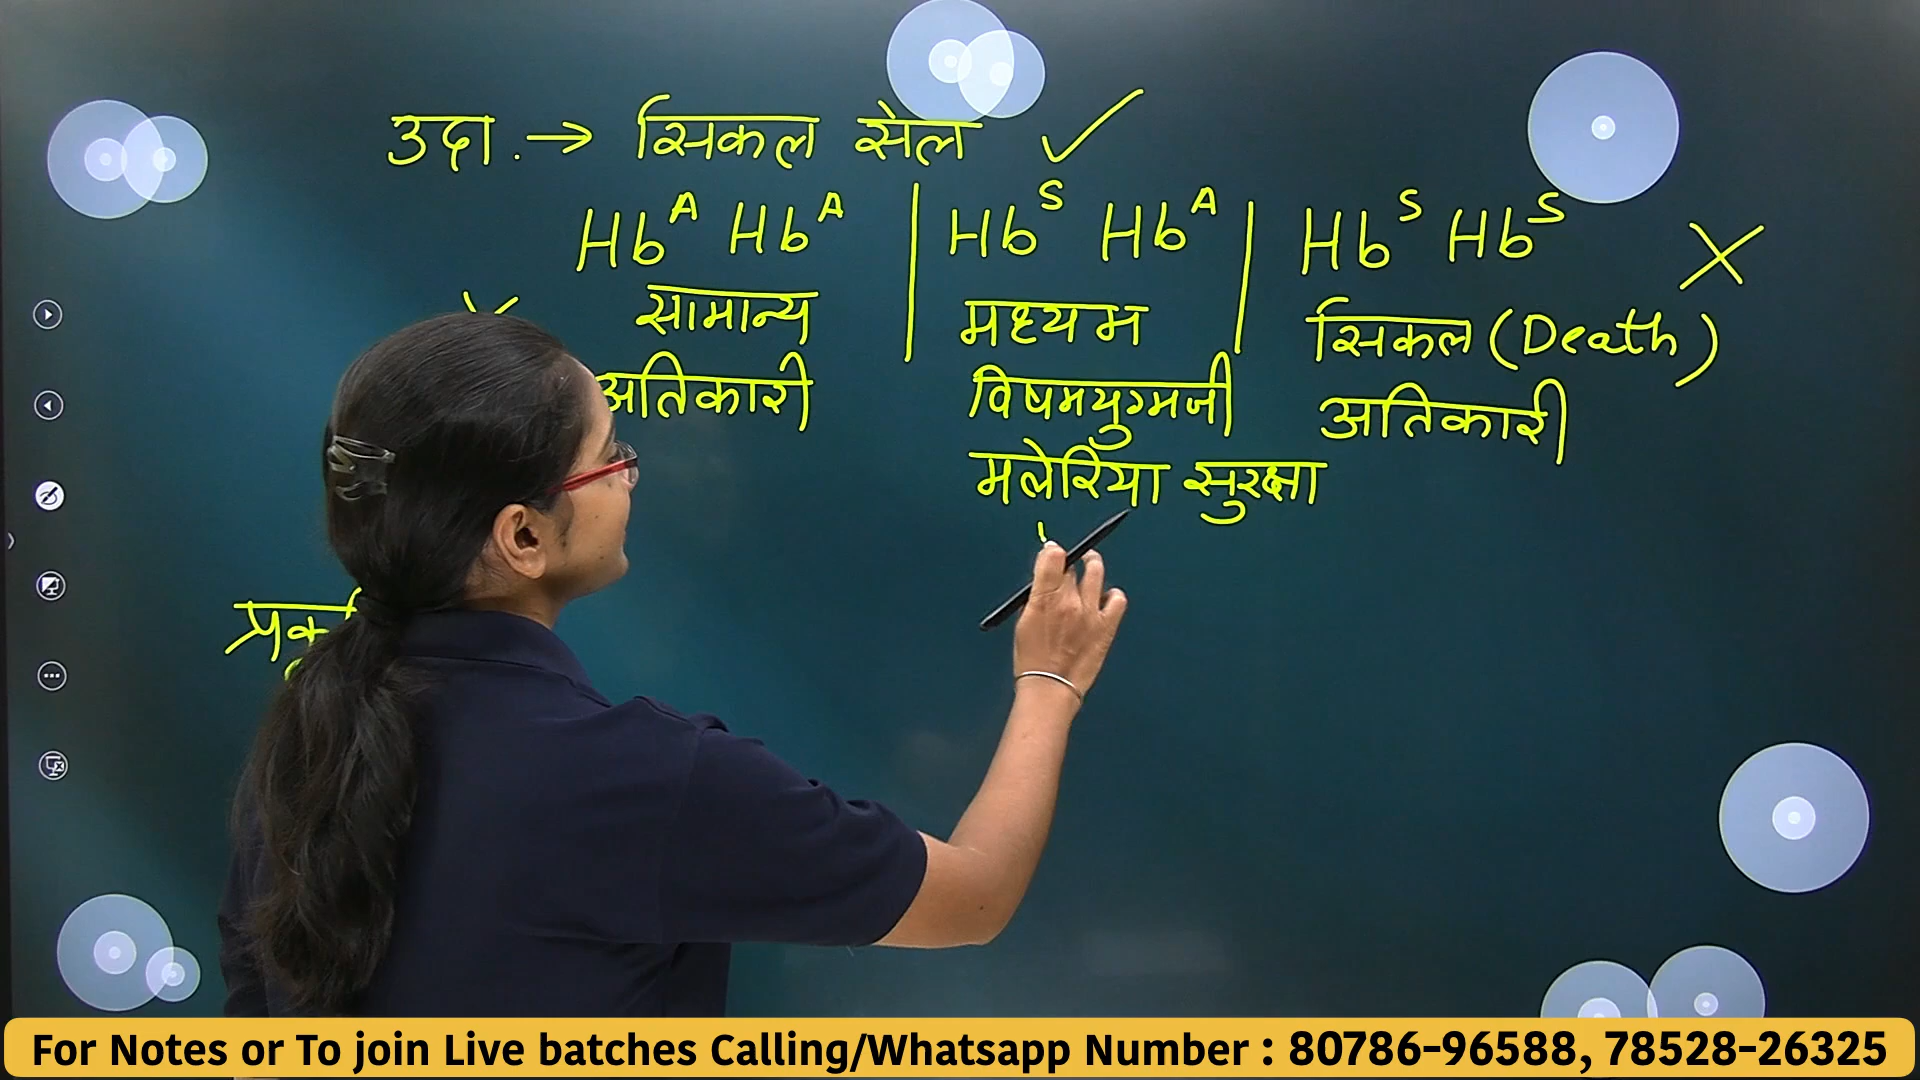 उदा. → सिकल सेल ✓
Hb^A Hb^A | Hb^S Hb^A | Hb^S Hb^S ✗
सामान्य मध्यम सिकल (Death)
अतिकारी विषमयुग्मजी अतिकारी
मलेरिया सुरक्षा
For Notes or To join Live batches Calling/Whatsapp Number : 80786-96588, 78528-26325